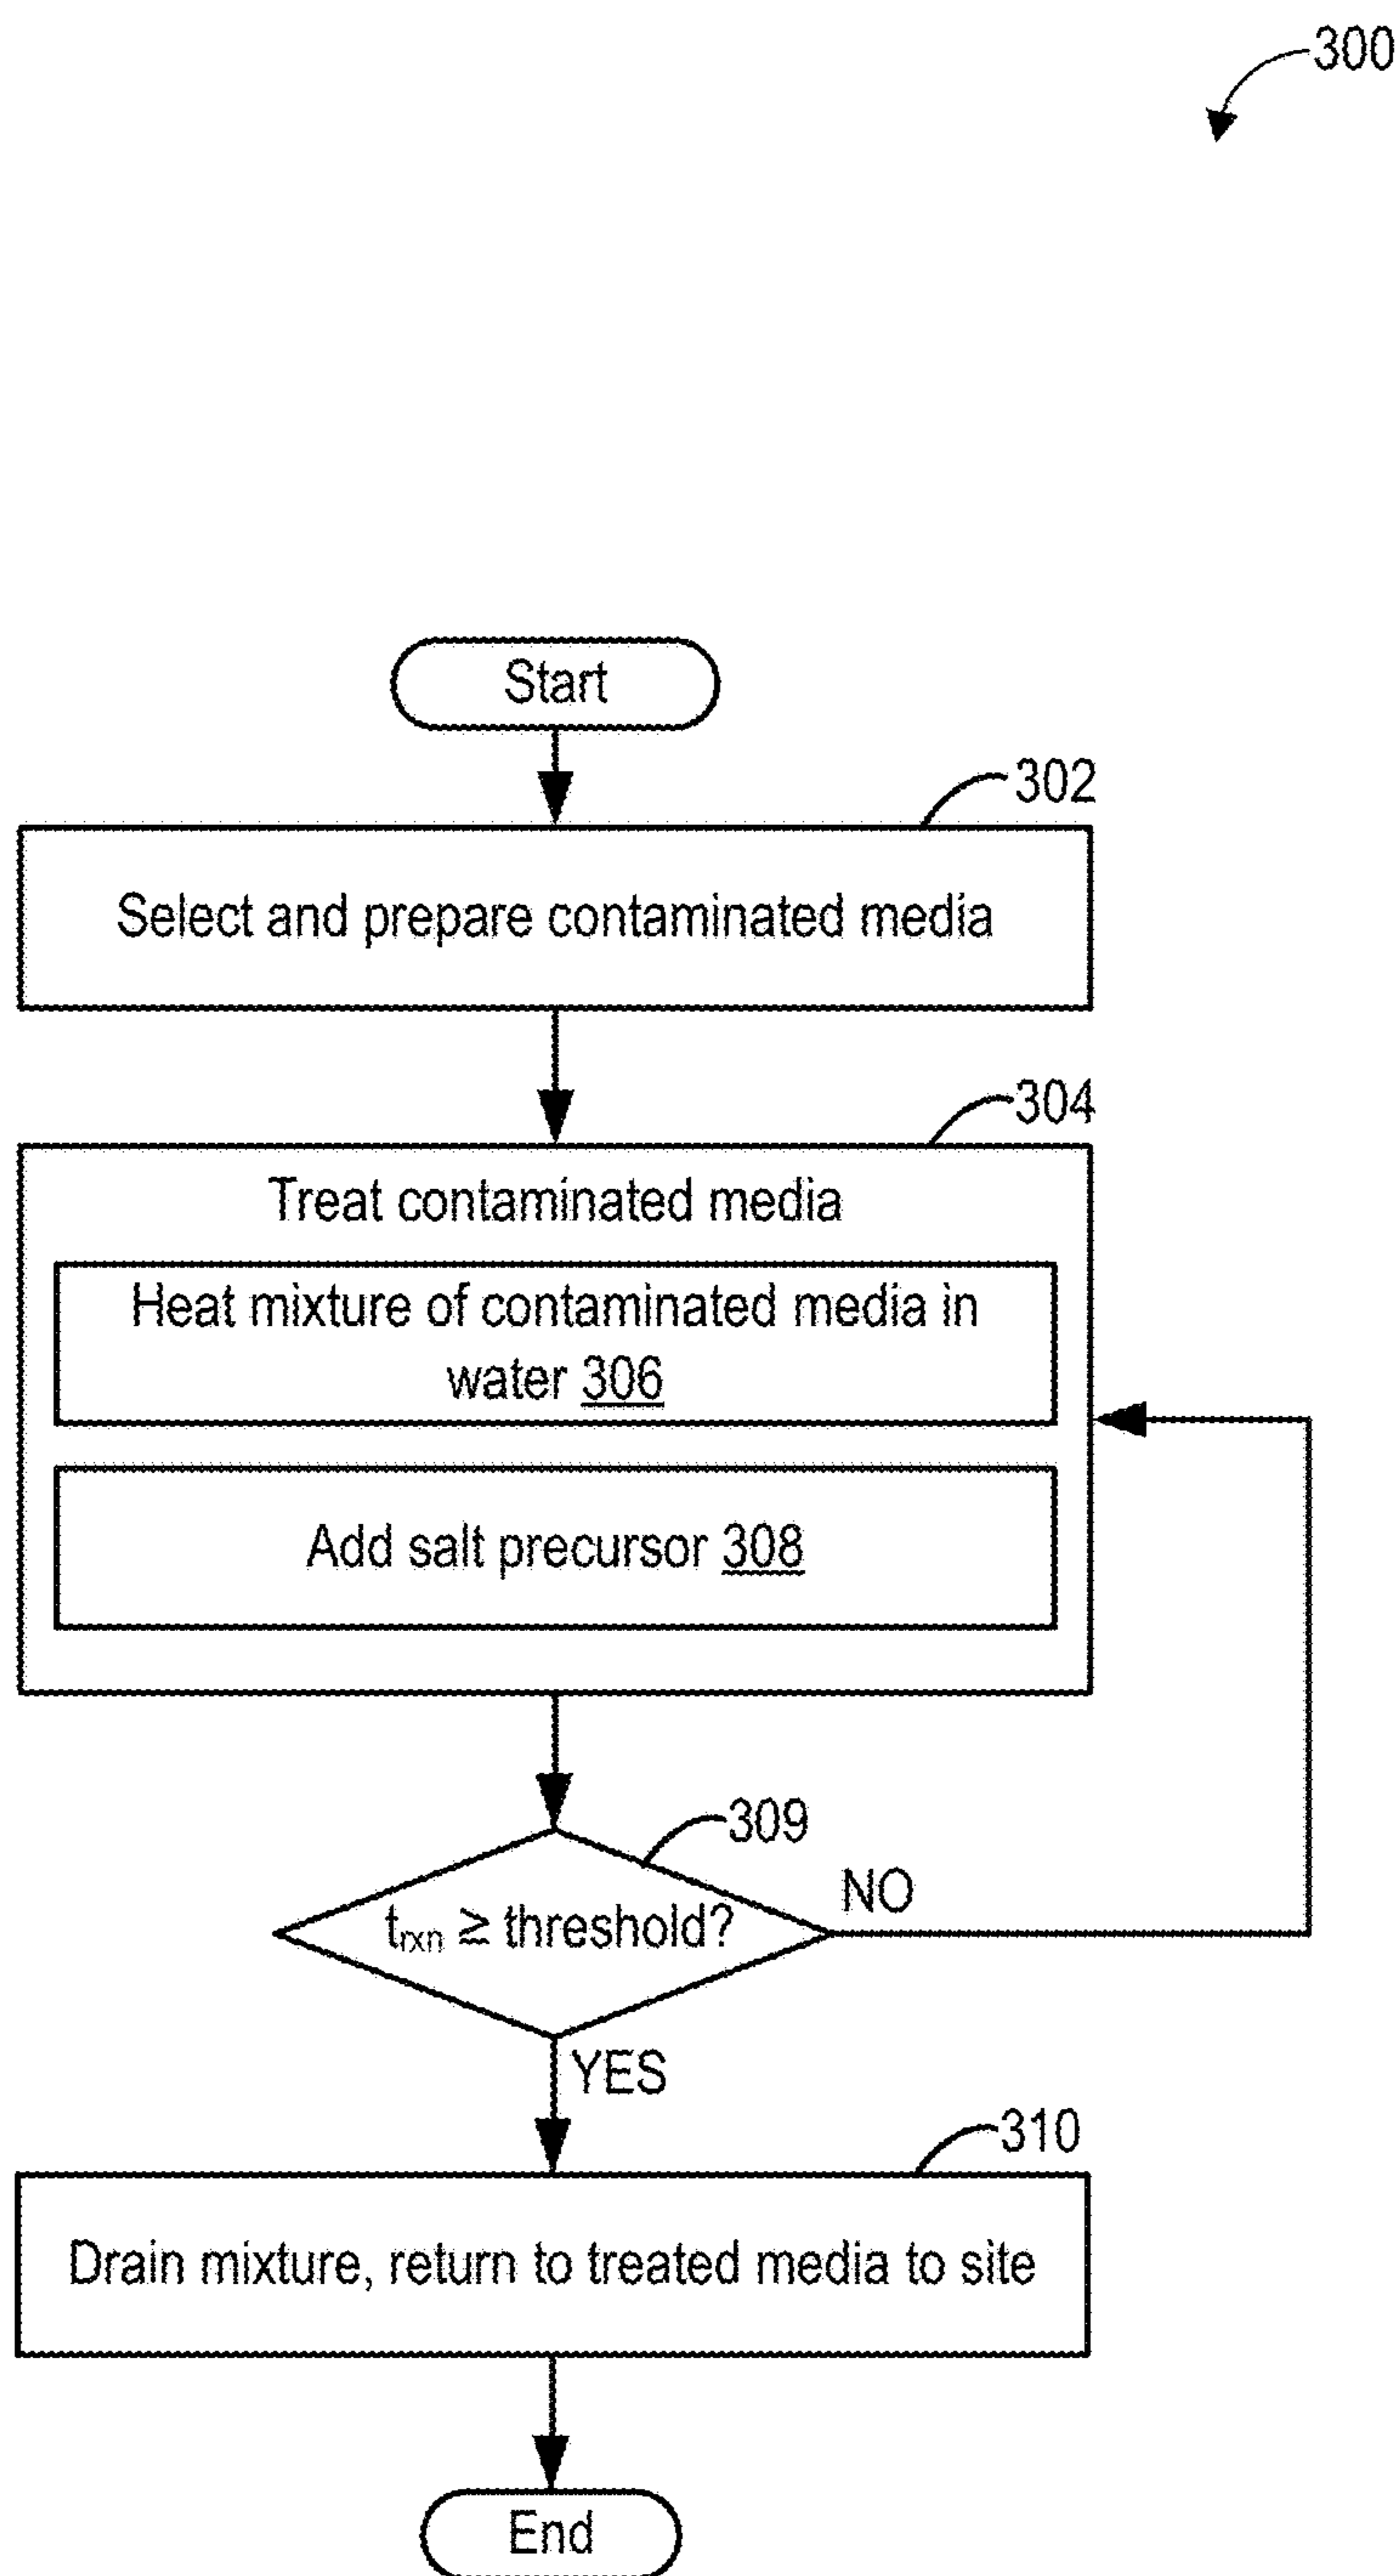 300
Start
302
Select and prepare contaminated media
304
Treat contaminated media
Heat mixture of contaminated media in
water 306
Add salt precursor 308
309
trxn ≥ threshold?
NO
YES
310
Drain mixture, return to treated media to site
End